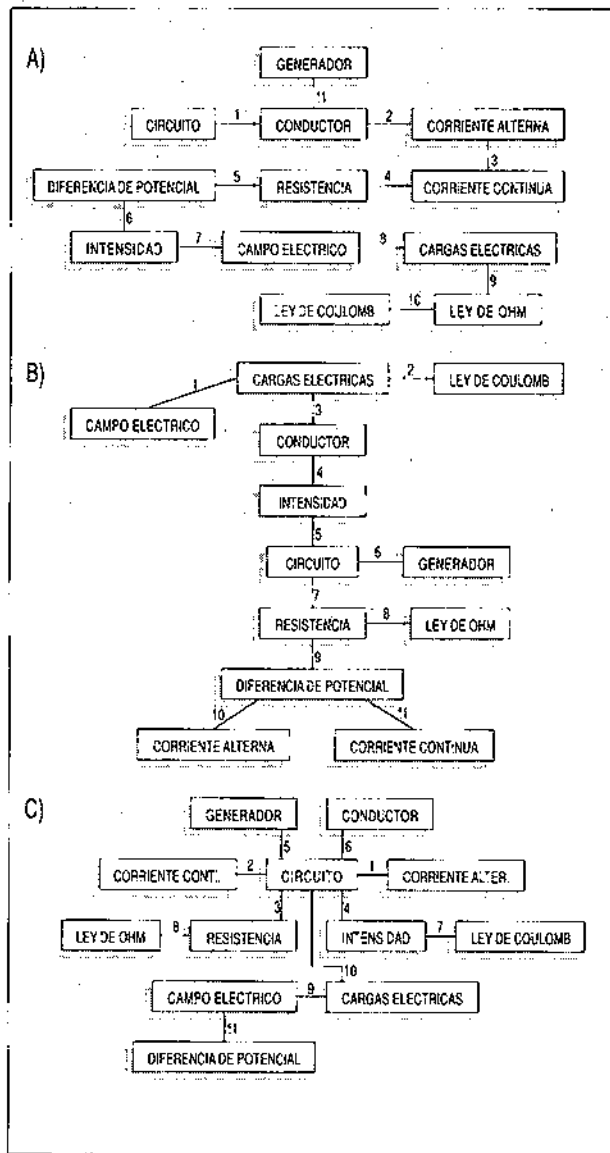 A)
GENERADOR
11
CIRCUITO 1 CONDUCTOR 2 CORRIENTE ALTERNA
3
DIFERENCIA DE POTENCIAL 5 RESISTENCIA 4 CORRIENTE CONTINUA
6
INTENSIDAD 7 CAMPO ELECTRICO 8 CARGAS ELECTRICAS
9
LEY DE COULOMB 10 LEY DE OHM
B)
1 CARGAS ELECTRICAS 2 LEY DE COULOMB
CAMPO ELECTRICO 3
CONDUCTOR
4
INTENSIDAD
5
CIRCUITO 6 GENERADOR
7
RESISTENCIA 8 LEY DE OHM
9
DIFERENCIA DE POTENCIAL
10 11
CORRIENTE ALTERNA CORRIENTE CONTINUA
C)
GENERADOR CONDUCTOR
5 6
CORRIENTE CONT. 2 CIRCUITO 1 CORRIENTE ALTER.
3 4
LEY DE OHM 8 RESISTENCIA INTENSIDAD 7 LEY DE COULOMB
10
CAMPO ELECTRICO 9 CARGAS ELECTRICAS
11
DIFERENCIA DE POTENCIAL